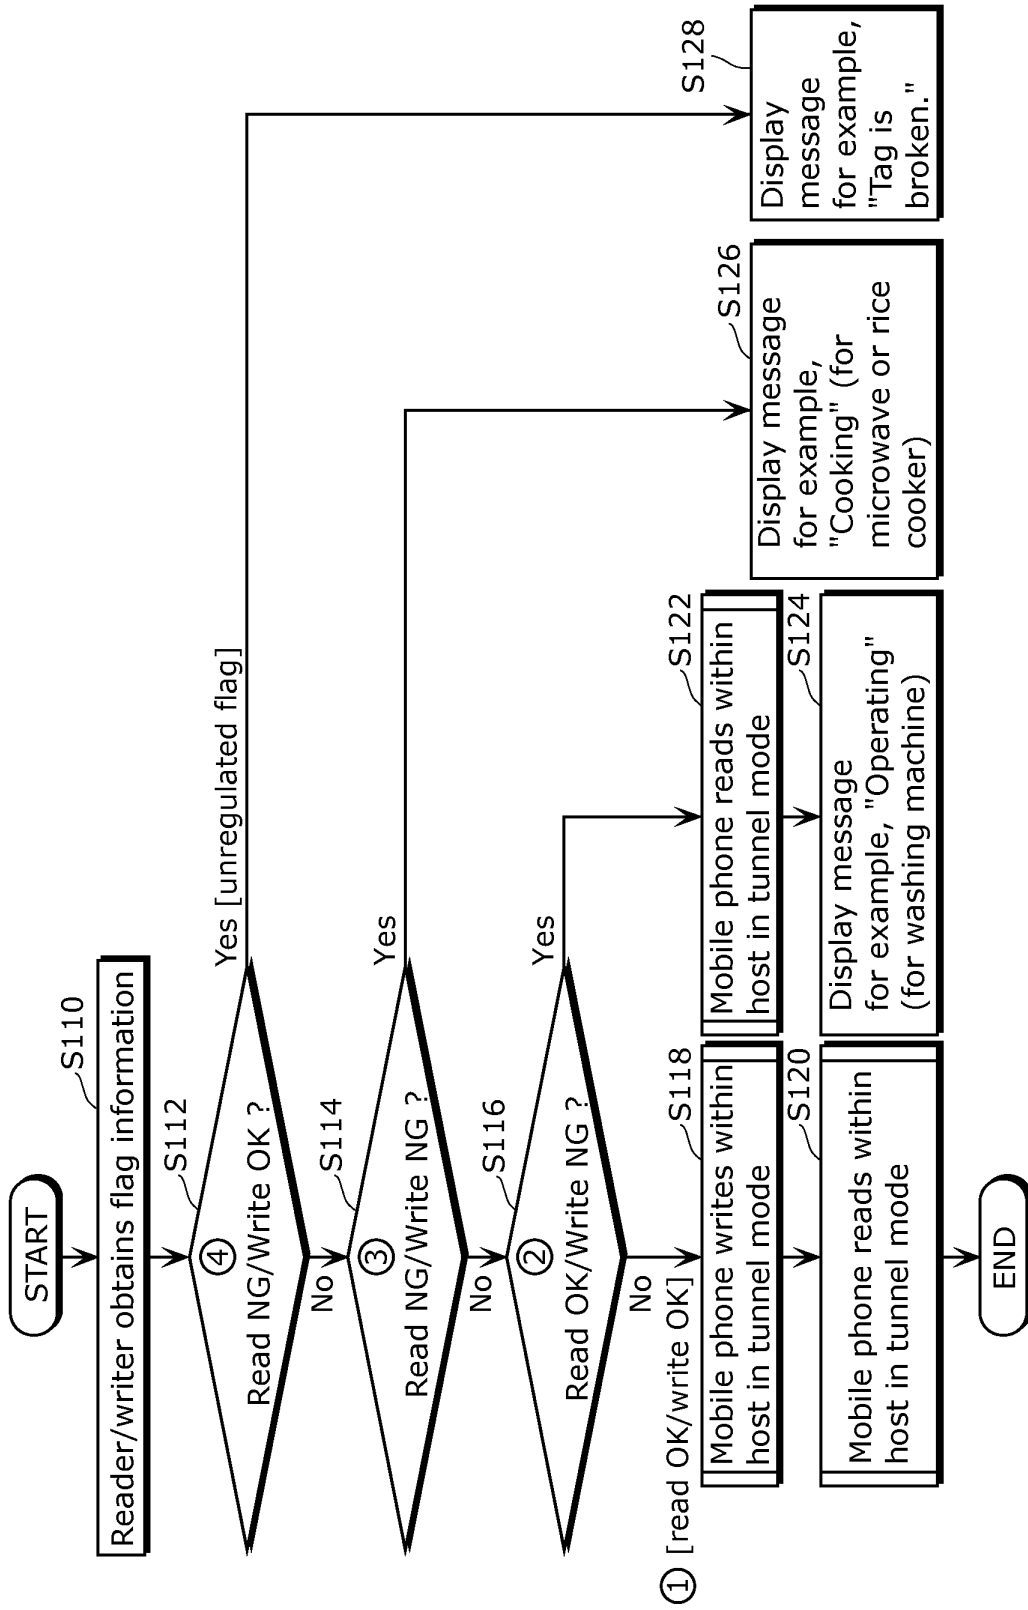 START
S110
Reader/writer obtains flag information
S112
④
Read NG/Write OK ?
Yes [unregulated flag]
No
S114
③
Read NG/Write NG ?
Yes
No
S116
②
Read OK/Write NG ?
Yes
No
① [read OK/write OK]
S118
Mobile phone writes within
host in tunnel mode
S120
Mobile phone reads within
host in tunnel mode
END
S122
Mobile phone reads within
host in tunnel mode
S124
Display message
for example, "Operating"
(for washing machine)
S126
Display message
for example,
"Cooking" (for
microwave or rice
cooker)
S128
Display
message
for example,
"Tag is
broken."